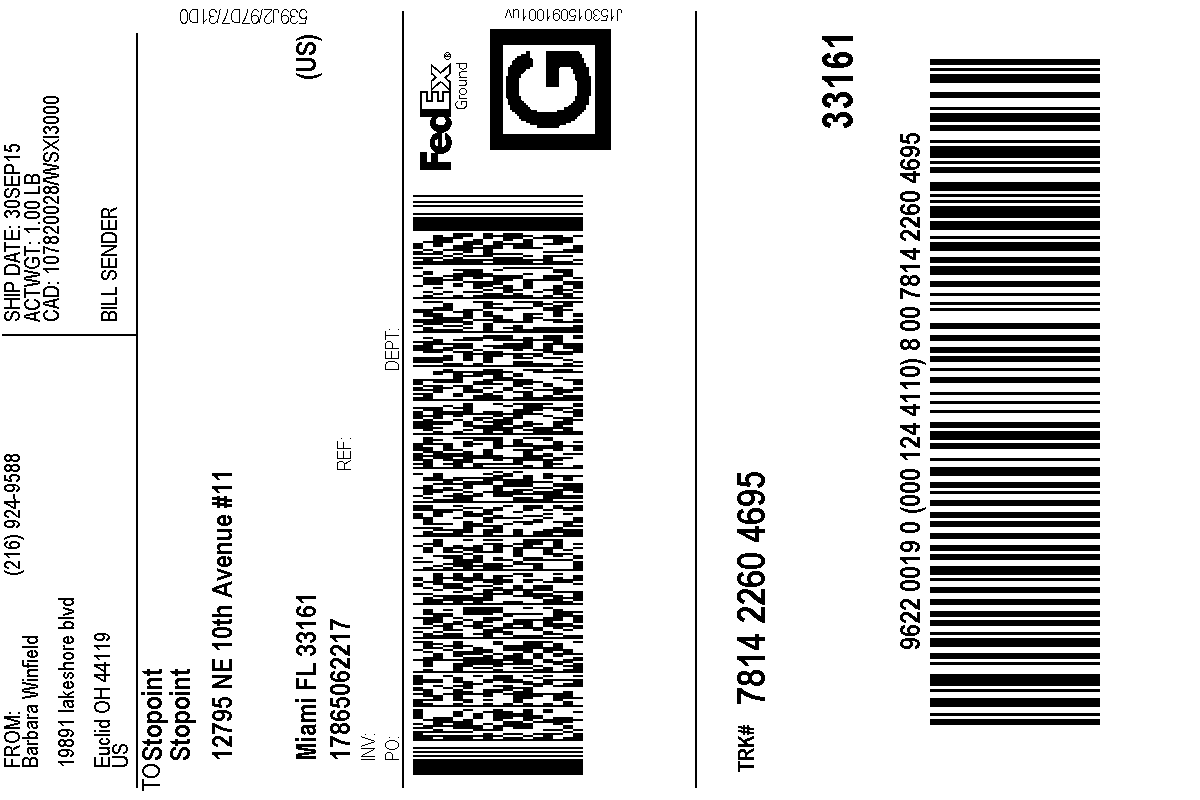 FROM: (216) 924-9588
Barbara Winfield
1989 lakeshore blvd
Euclid OH 44119
US
SHIP DATE: 30SEP15
ACTWGT: 1.00 LB
CAD: 107820028/WSXI3000
BILL SENDER
TO Stopoint
Stopoint
12795 NE 10th Avenue #11
Miami FL 33161 (US)
17865062217
REF:
INV:
PO: DEPT:
539J2/97D7/31D0
FedEx®
Ground
G
J153015091001uv
TRK# 7814 2260 4695
33161
9622 0019 0 (000 124 4110) 8 00 7814 2260 4695